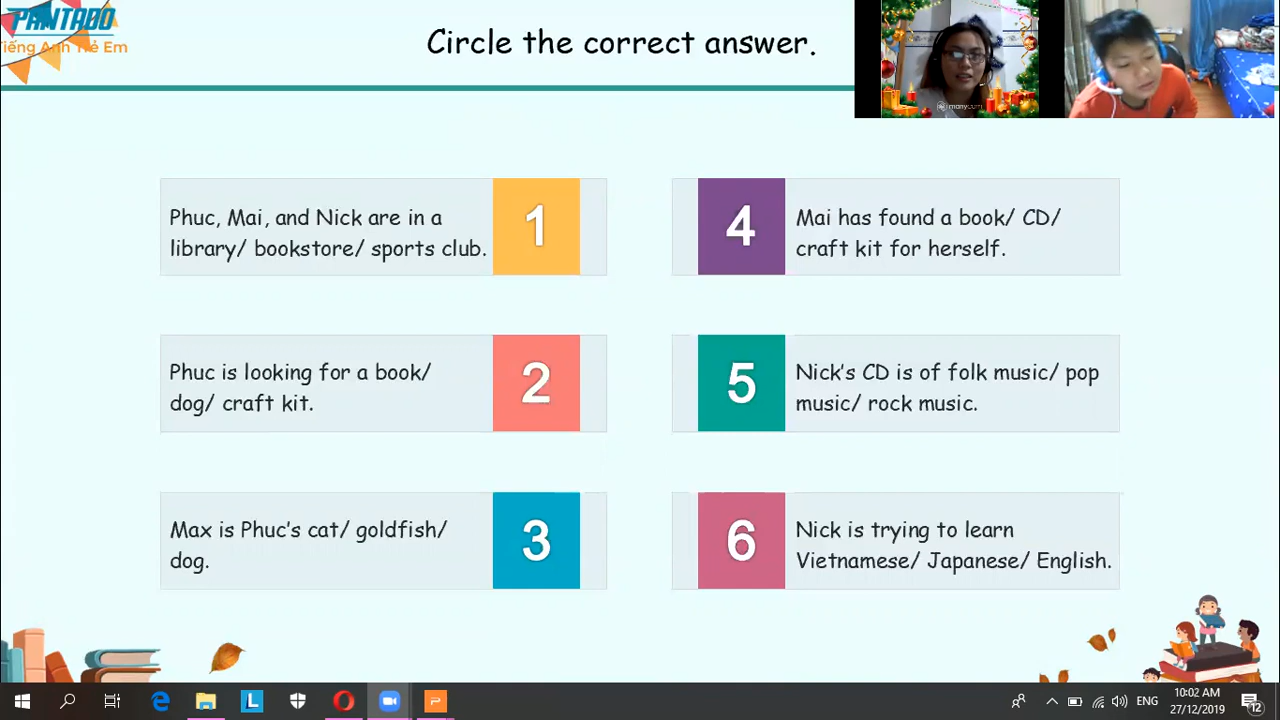 PANTADO
Tiếng Anh Trẻ Em
Circle the correct answer.
manycam
Phuc, Mai, and Nick are in a
library/ bookstore/ sports club.
1
Phuc is looking for a book/
dog/ craft kit.
2
Max is Phuc's cat/ goldfish/
dog.
3
4
Mai has found a book/ CD/
craft kit for herself.
5
Nick's CD is of folk music/ pop
music/ rock music.
6
Nick is trying to learn
Vietnamese/ Japanese/ English.
L
P
ENG
10:02 AM
27/12/2019
12